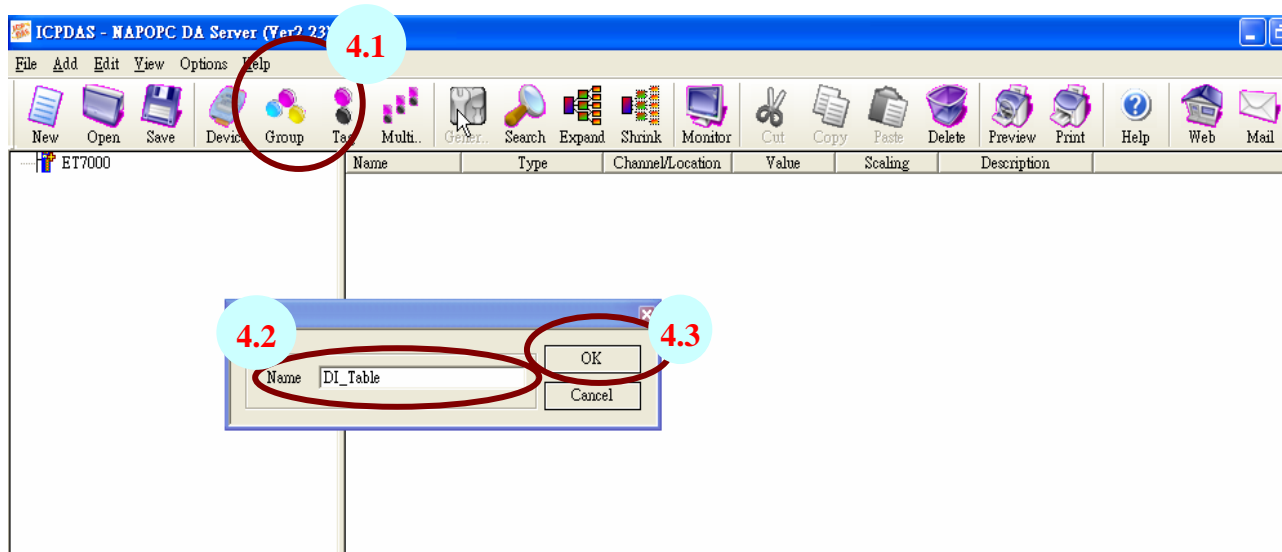 ICPDAS - NAPOPC DA Server (Ver2.23)
4.1
File Add Edit View Options Help
New Open Save Device Group Tag Multi.. Gener.. Search Expand Shrink Monitor Cut Copy Paste Delete Preview Print Help Web Mail
ET7000
Name Type Channel/Location Value Scaling Description
4.2
4.3
OK
Name DI_Table
Cancel